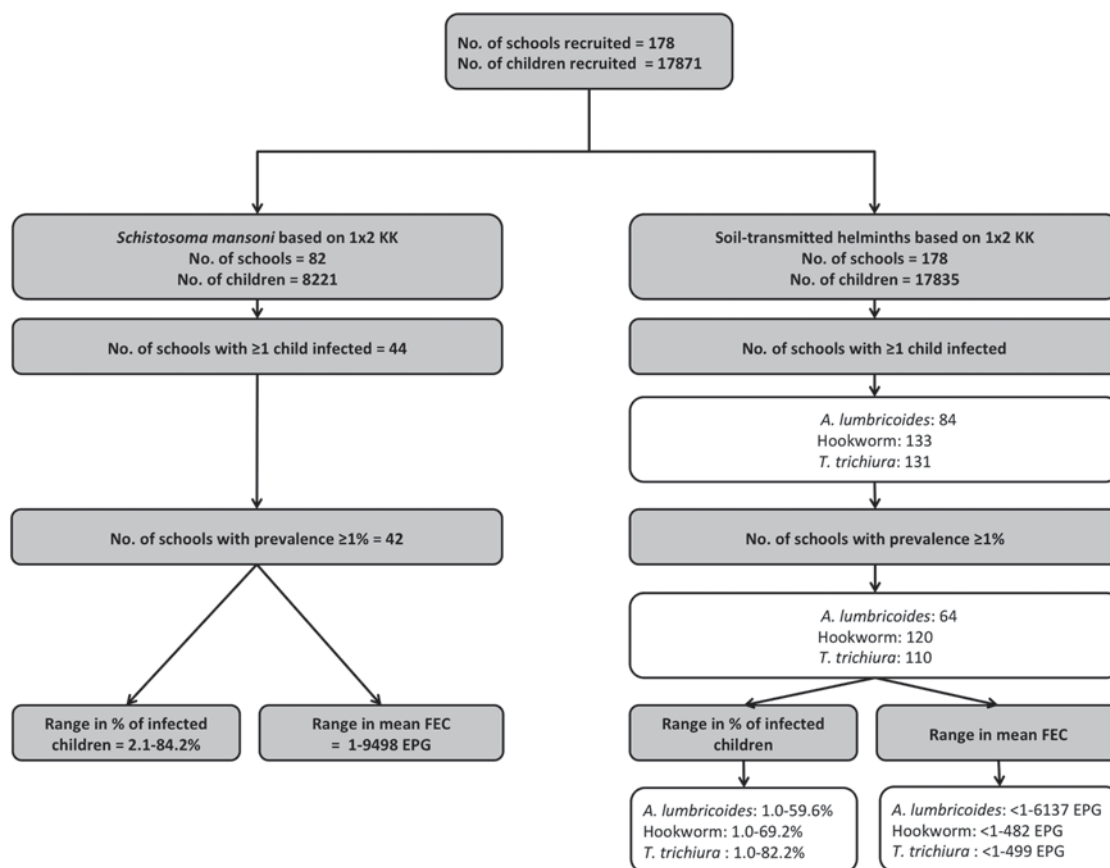 No. of schools recruited = 178
No. of children recruited = 17871
Schistosoma mansoni based on 1x2 KK
No. of schools = 82
No. of children = 8221
Soil-transmitted helminths based on 1x2 KK
No. of schools = 178
No. of children = 17835
No. of schools with ≥1 child infected = 44
No. of schools with ≥1 child infected
A. lumbricoides: 84
Hookworm: 133
T. trichiura: 131
No. of schools with prevalence ≥1% = 42
No. of schools with prevalence ≥1%
A. lumbricoides: 64
Hookworm: 120
T. trichiura: 110
Range in % of infected
children = 2.1-84.2%
Range in mean FEC
= 1-9498 EPG
Range in % of infected
children
Range in mean FEC
A. lumbricoides: 1.0-59.6%
Hookworm: 1.0-69.2%
T. trichiura : 1.0-82.2%
A. lumbricoides: <1-6137 EPG
Hookworm: <1-482 EPG
T. trichiura : <1-499 EPG